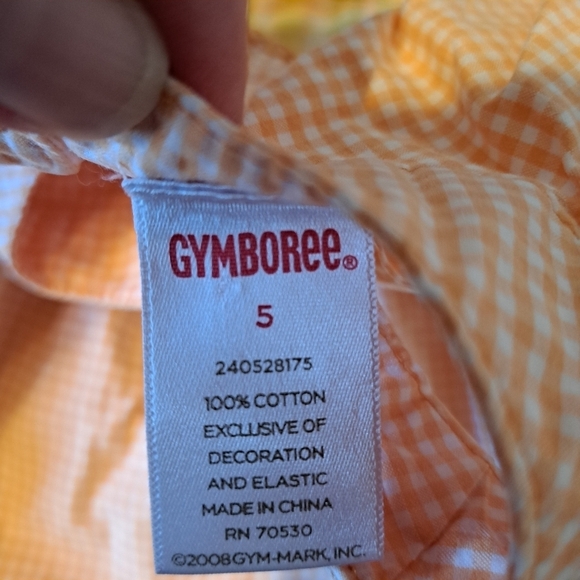 GYMBOREE®
5
240528175
100% COTTON
EXCLUSIVE OF
DECORATION
AND ELASTIC
MADE IN CHINA
RN 70530
©2008 GYM-MARK, INC.